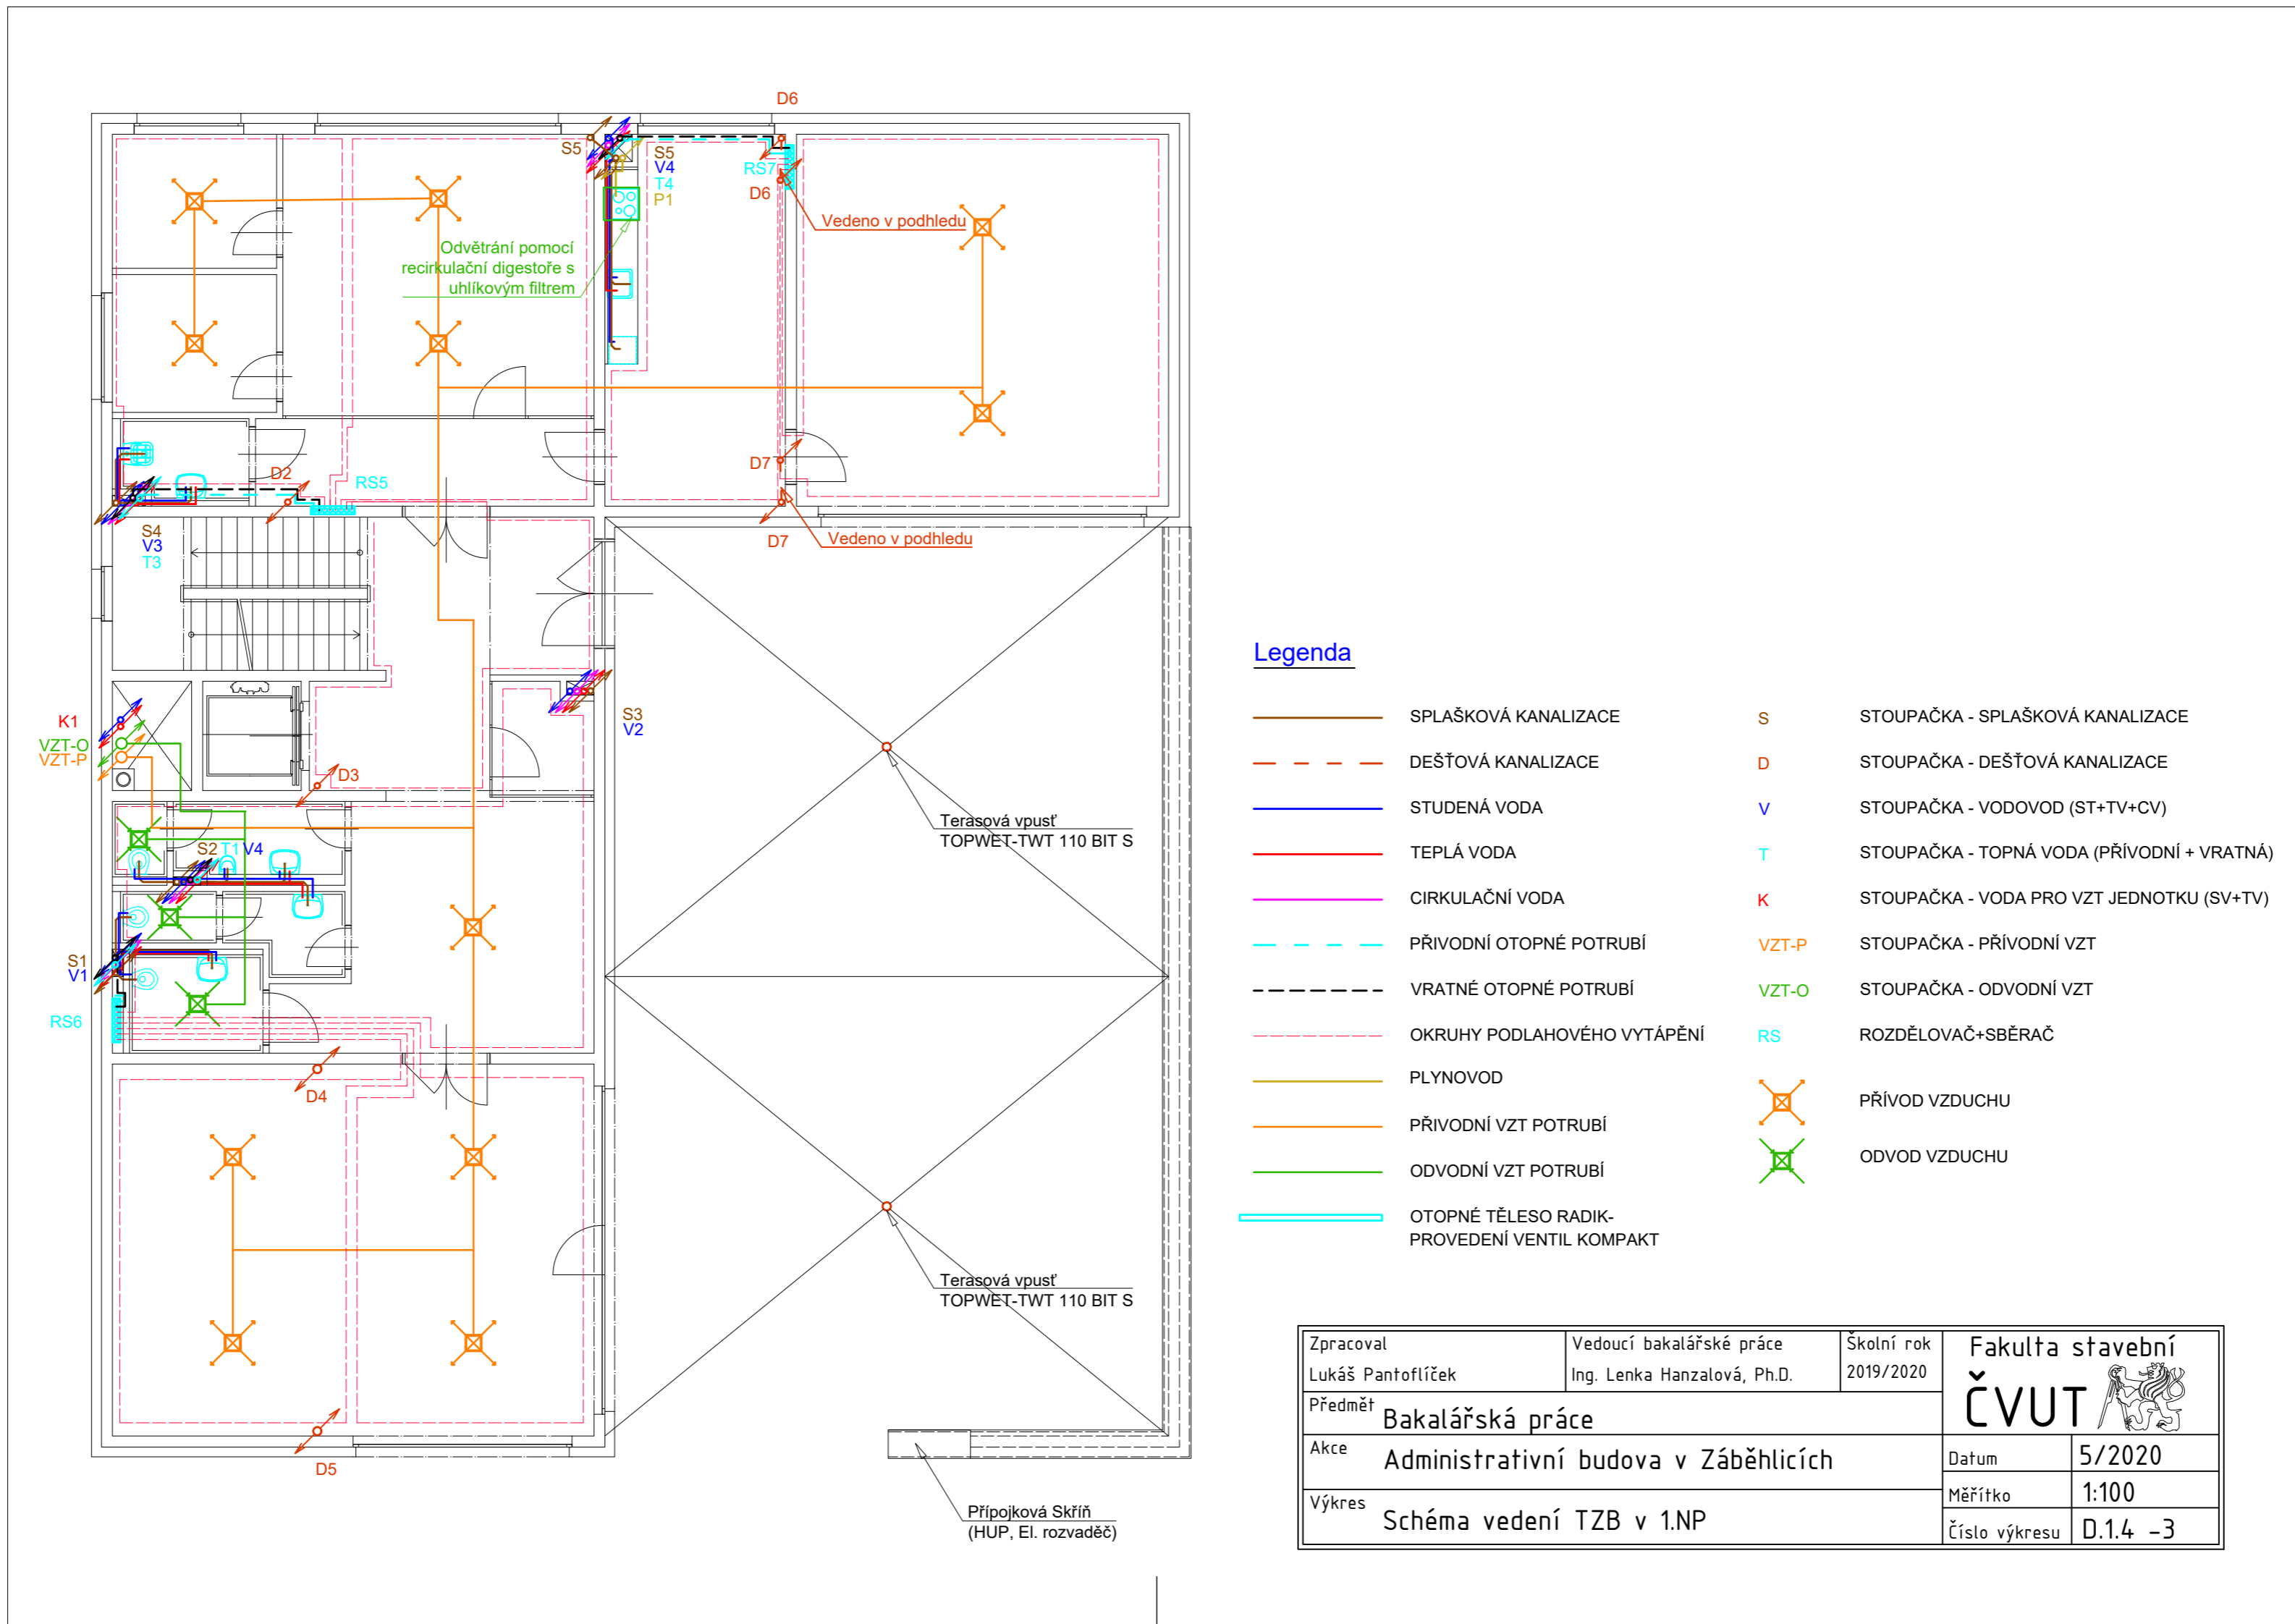 D6
S5
S5
V4
T4
P1
RS7
D6
Vedeno v podhledu
Odvětrání pomocí
recirkulační digestoře s
uhlíkovým filtrem
D7
D2
RS5
S4
V3
T3
D7
Vedeno v podhledu
K1
VZT-O
VZT-P
S3
V2
D3
Terasová vpusť
TOPWET-TWT 110 BIT S
S2 T1 V4
S1
V1
RS6
D4
Terasová vpusť
TOPWET-TWT 110 BIT S
D5
Přípojková Skříň
(HUP, El. rozvaděč)
Legenda
SPLAŠKOVÁ KANALIZACE
DEŠŤOVÁ KANALIZACE
STUDENÁ VODA
TEPLÁ VODA
CIRKULAČNÍ VODA
PŘIVODNÍ OTOPNÉ POTRUBÍ
VRATNÉ OTOPNÉ POTRUBÍ
OKRUHY PODLAHOVÉHO VYTÁPĚNÍ
PLYNOVOD
PŘIVODNÍ VZT POTRUBÍ
ODVODNÍ VZT POTRUBÍ
OTOPNÉ TĚLESO RADIK-
PROVEDENÍ VENTIL KOMPAKT
S STOUPAČKA - SPLAŠKOVÁ KANALIZACE
D STOUPAČKA - DEŠŤOVÁ KANALIZACE
V STOUPAČKA - VODOVOD (ST+TV+CV)
T STOUPAČKA - TOPNÁ VODA (PŘÍVODNÍ + VRATNÁ)
K STOUPAČKA - VODA PRO VZT JEDNOTKU (SV+TV)
VZT-P STOUPAČKA - PŘÍVODNÍ VZT
VZT-O STOUPAČKA - ODVODNÍ VZT
RS ROZDĚLOVAČ+SBĚRAČ
PŘÍVOD VZDUCHU
ODVOD VZDUCHU
Zpracoval
Lukáš Pantoflíček
Vedoucí bakalářské práce
Ing. Lenka Hanzalová, Ph.D.
Školní rok
2019/2020
Fakulta stavební
ČVUT
Předmět Bakalářská práce
Akce Administrativní budova v Záběhlicích
Výkres Schéma vedení TZB v 1.NP
Datum 5/2020
Měřítko 1:100
Číslo výkresu D.1.4 -3